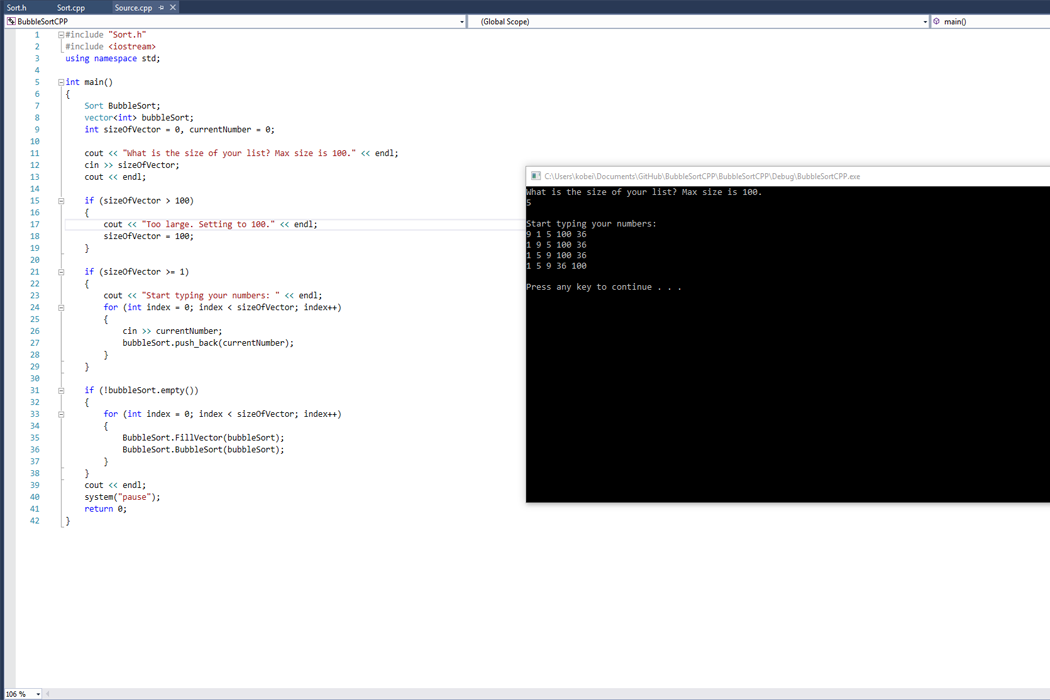 Sort.h Sort.cpp Source.cpp
BubbleSortCPP (Global Scope) main()
1 #include "Sort.h"
2 #include <iostream>
3 using namespace std;
4
5 int main()
6 {
7 Sort BubbleSort;
8 vector<int> bubbleSort;
9 int sizeOfVector = 0, currentNumber = 0;
10
11 cout << "What is the size of your list? Max size is 100." << endl;
12 cin >> sizeOfVector;
13 cout << endl;
14
15 if (sizeOfVector > 100)
16 {
17 cout << "Too large. Setting to 100." << endl;
18 sizeOfVector = 100;
19 }
20
21 if (sizeOfVector >= 1)
22 {
23 cout << "Start typing your numbers: " << endl;
24 for (int index = 0; index < sizeOfVector; index++)
25 {
26 cin >> currentNumber;
27 bubbleSort.push_back(currentNumber);
28 }
29 }
30
31 if (!bubbleSort.empty())
32 {
33 for (int index = 0; index < sizeOfVector; index++)
34 {
35 BubbleSort.FillVector(bubbleSort);
36 BubbleSort.BubbleSort(bubbleSort);
37 }
38 }
39 cout << endl;
40 system("pause");
41 return 0;
42 }
106 %
C:\Users\kobei\Documents\GitHub\BubbleSortCPP\BubbleSortCPP\Debug\BubbleSortCPP.exe
What is the size of your list? Max size is 100.
5
Start typing your numbers:
9 1 5 100 36
1 9 5 100 36
1 5 9 100 36
1 5 9 36 100
Press any key to continue . . .